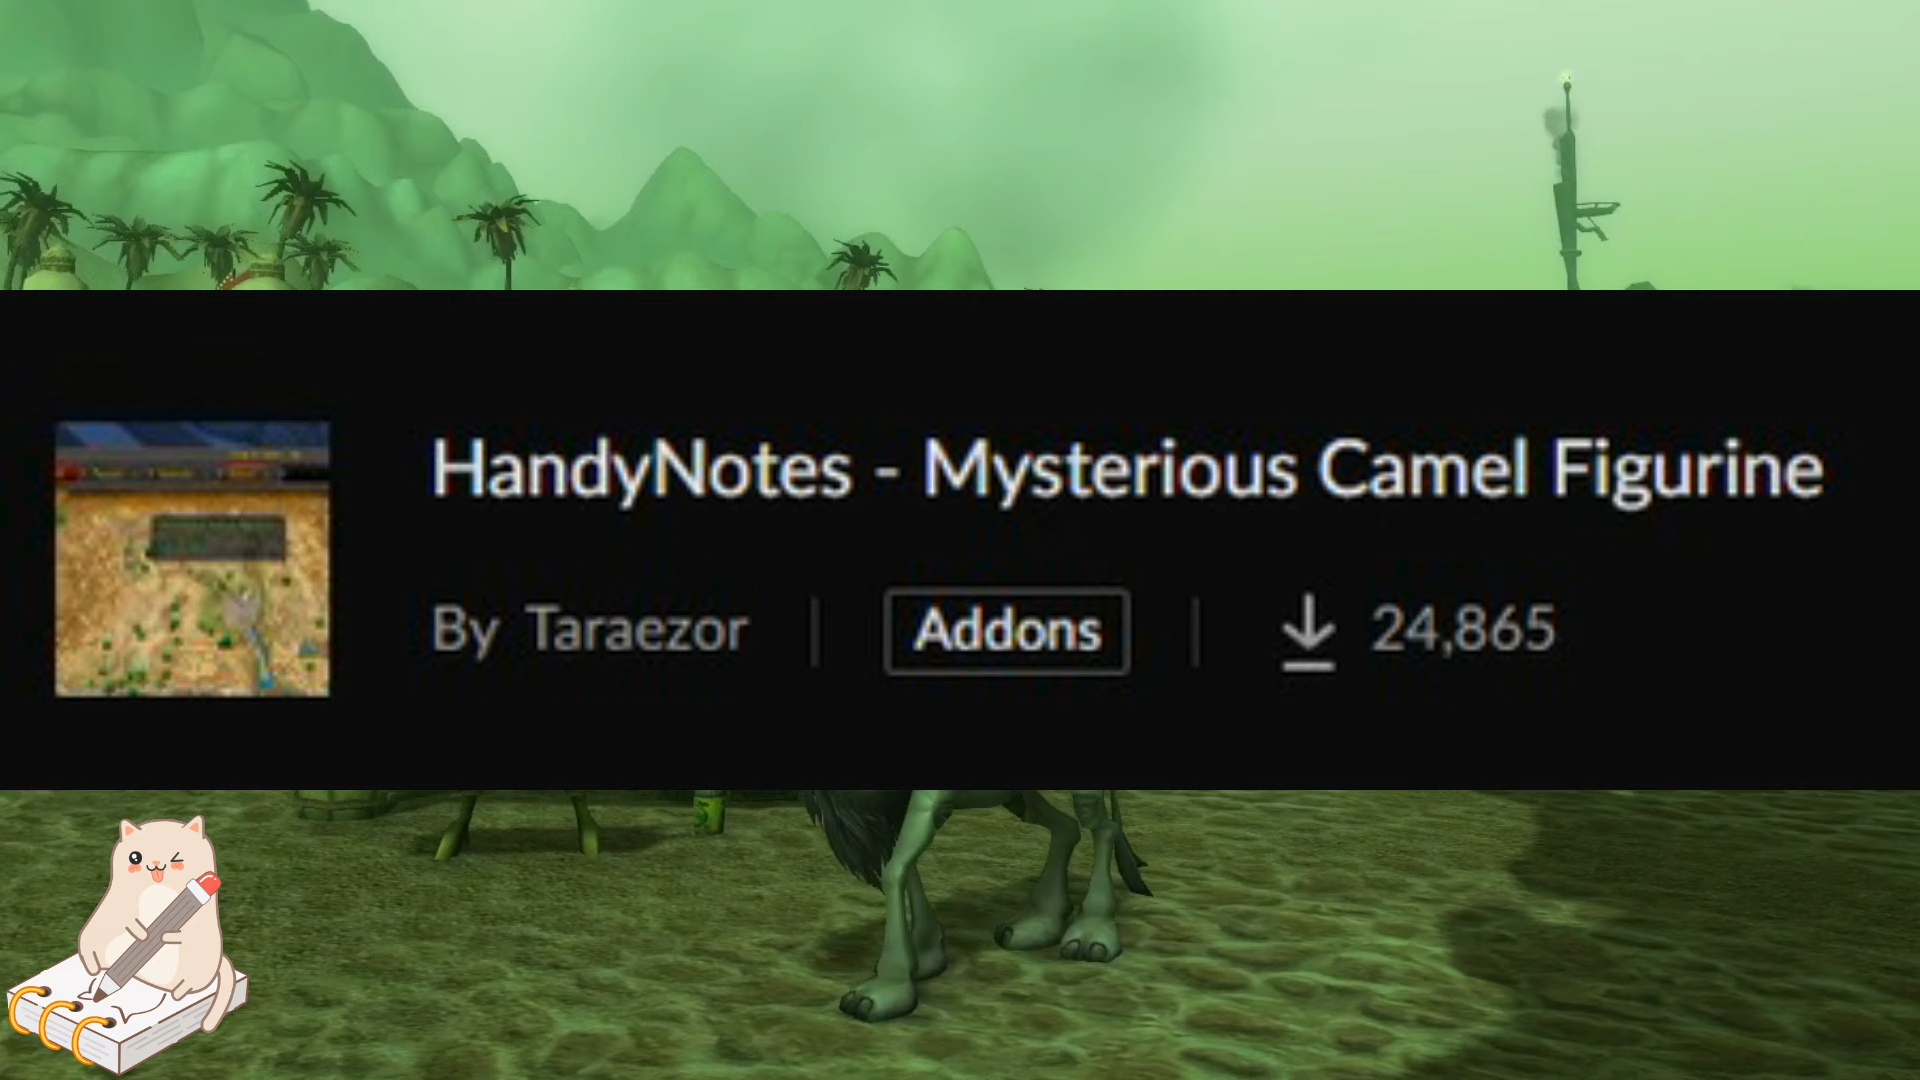 HandyNotes - Mysterious Camel Figurine
By Taraezor | Addons | 24,865